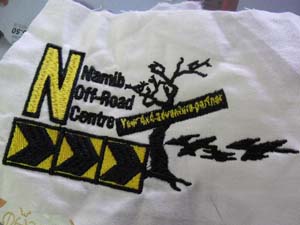 N
Namib
Off-Road
Centre
Your 4x4 adventure partner